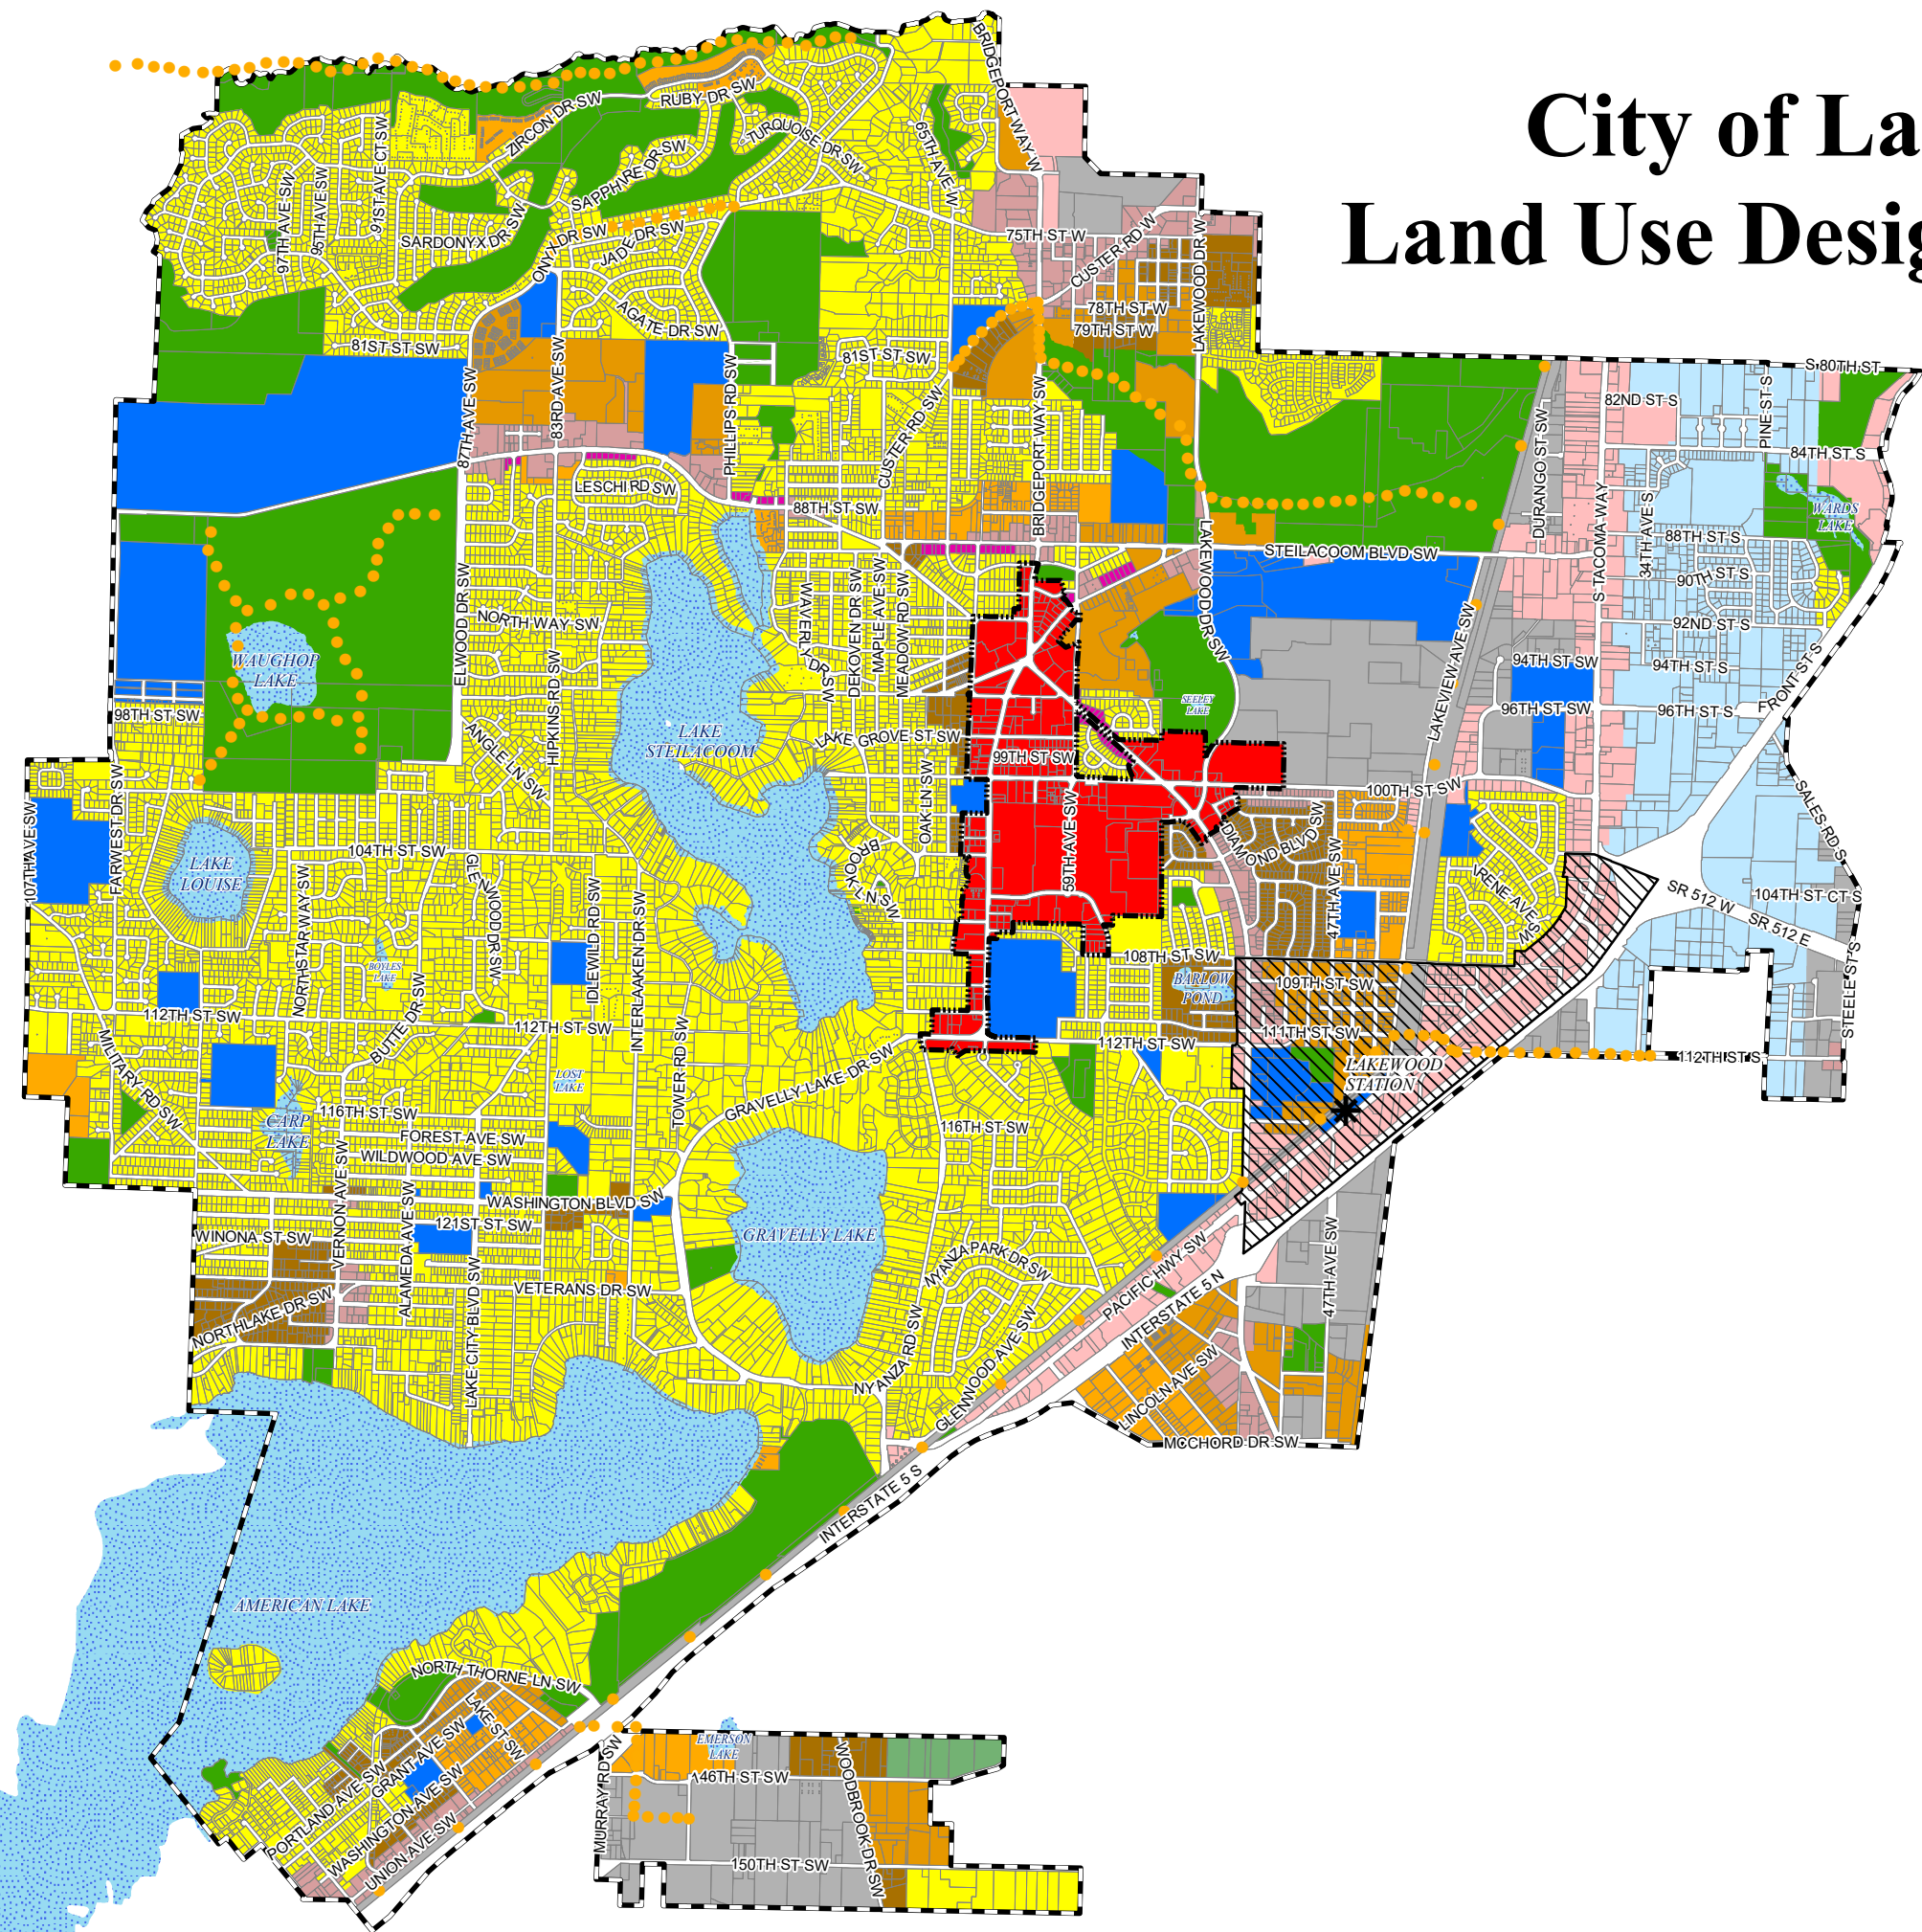 City of La
Land Use Desig
BRIDGEPORT WAY W
RUBY DR SW
ZIRCON DR SW
TURQUOISE DR SW
65TH AVE W
91ST AVE CT SW
SAPPHIRE DR SW
97TH AVE SW
95TH AVE SW
SARDONYX DR SW
ONYX DR SW
JADE DR SW
75TH ST W
CUSTER RD W
LAKEWOOD DR W
78TH ST W
79TH ST W
AGATE DR SW
81ST ST SW
81ST ST SW
87TH AVE SW
83RD AVE SW
PHILLIPS RD SW
CUSTER RD SW
BRIDGEPORT WAY SW
S 80TH ST
82ND ST S
PINE ST S
84TH ST S
DURANGO ST SW
S TACOMA WAY
34TH AVE S
WARDS
LAKE
LESCHI RD SW
88TH ST SW
88TH ST S
STEILACOOM BLVD SW
90TH ST S
92ND ST S
94TH ST SW
94TH ST S
96TH ST SW
96TH ST S
FRONT ST S
LAKEWOOD DR SW
LAKEVIEW AVE SW
ELWOOD DR SW
NORTH WAY SW
HIPKINS RD SW
WAVERLY DR SW
DEKOVEN DR SW
MAPLE AVE SW
MEADOW RD SW
WAUGHOP
LAKE
98TH ST SW
ANGLE LN SW
LAKE
STEILACOOM
LAKE GROVE ST SW
SEELEY
LAKE
99TH ST SW
100TH ST SW
OAK LN SW
BROOK LN SW
59TH AVE SW
DIAMOND BLVD SW
47TH AVE SW
IRENE AVE SW
SALES RD S
SR 512 W
SR 512 E
104TH ST CT S
STEELE ST S
107TH AVE SW
FARWEST DR SW
LAKE
LOUISE
104TH ST SW
GLENWOOD DR SW
NORTHSTAR WAY SW
IDLEWILD RD SW
INTERLAAKEN DR SW
BOYLES
LAKE
BUTTE DR SW
112TH ST SW
112TH ST SW
108TH ST SW
BARLOW
POND
109TH ST SW
111TH ST SW
112TH ST SW
112TH ST S
LAKEWOOD
STATION
MILITARY RD SW
LOST
LAKE
TOWER RD SW
GRAVELLY LAKE DR SW
116TH ST SW
116TH ST SW
CARP
LAKE
FOREST AVE SW
WILDWOOD AVE SW
WASHINGTON BLVD SW
121ST ST SW
VERNON AVE SW
ALAMEDA AVE SW
WINONA ST SW
GRAVELLY LAKE
NYANZA PARK DR SW
VETERANS DR SW
NORTHLAKE DR SW
LAKE CITY BLVD SW
NYANZA RD SW
GLENWOOD AVE SW
PACIFIC HWY SW
INTERSTATE 5 N
47TH AVE SW
LINCOLN AVE SW
MCCHORD DR SW
INTERSTATE 5 S
AMERICAN LAKE
NORTH THORNE LN SW
LAKE ST SW
GRANT AVE SW
PORTLAND AVE SW
WASHINGTON AVE SW
UNION AVE SW
EMERSON
LAKE
MURRAY RD SW
146TH ST SW
WOODBROOK DR SW
150TH ST SW